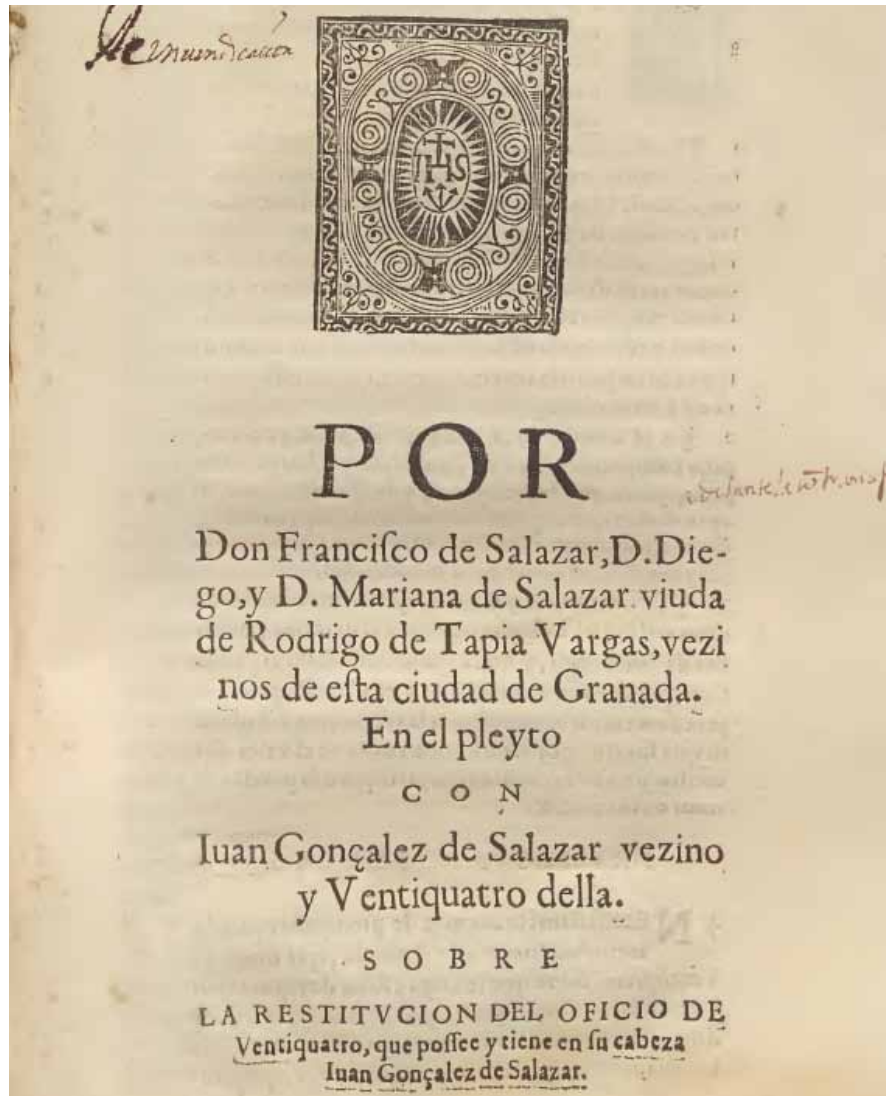 IHS
POR
Don Franciſco de Salazar, D. Die-
go, y D. Mariana de Salazar viuda
de Rodrigo de Tapia Vargas, vezi
nos de eſta ciudad de Granada.
En el pleyto
CON
Iuan Gonçalez de Salazar vezino
y Ventiquatro della.
SOBRE
LA RESTITVCION DEL OFICIO DE
Ventiquatro, que poſſee y tiene en ſu cabeza
Iuan Gonçalez de Salazar.